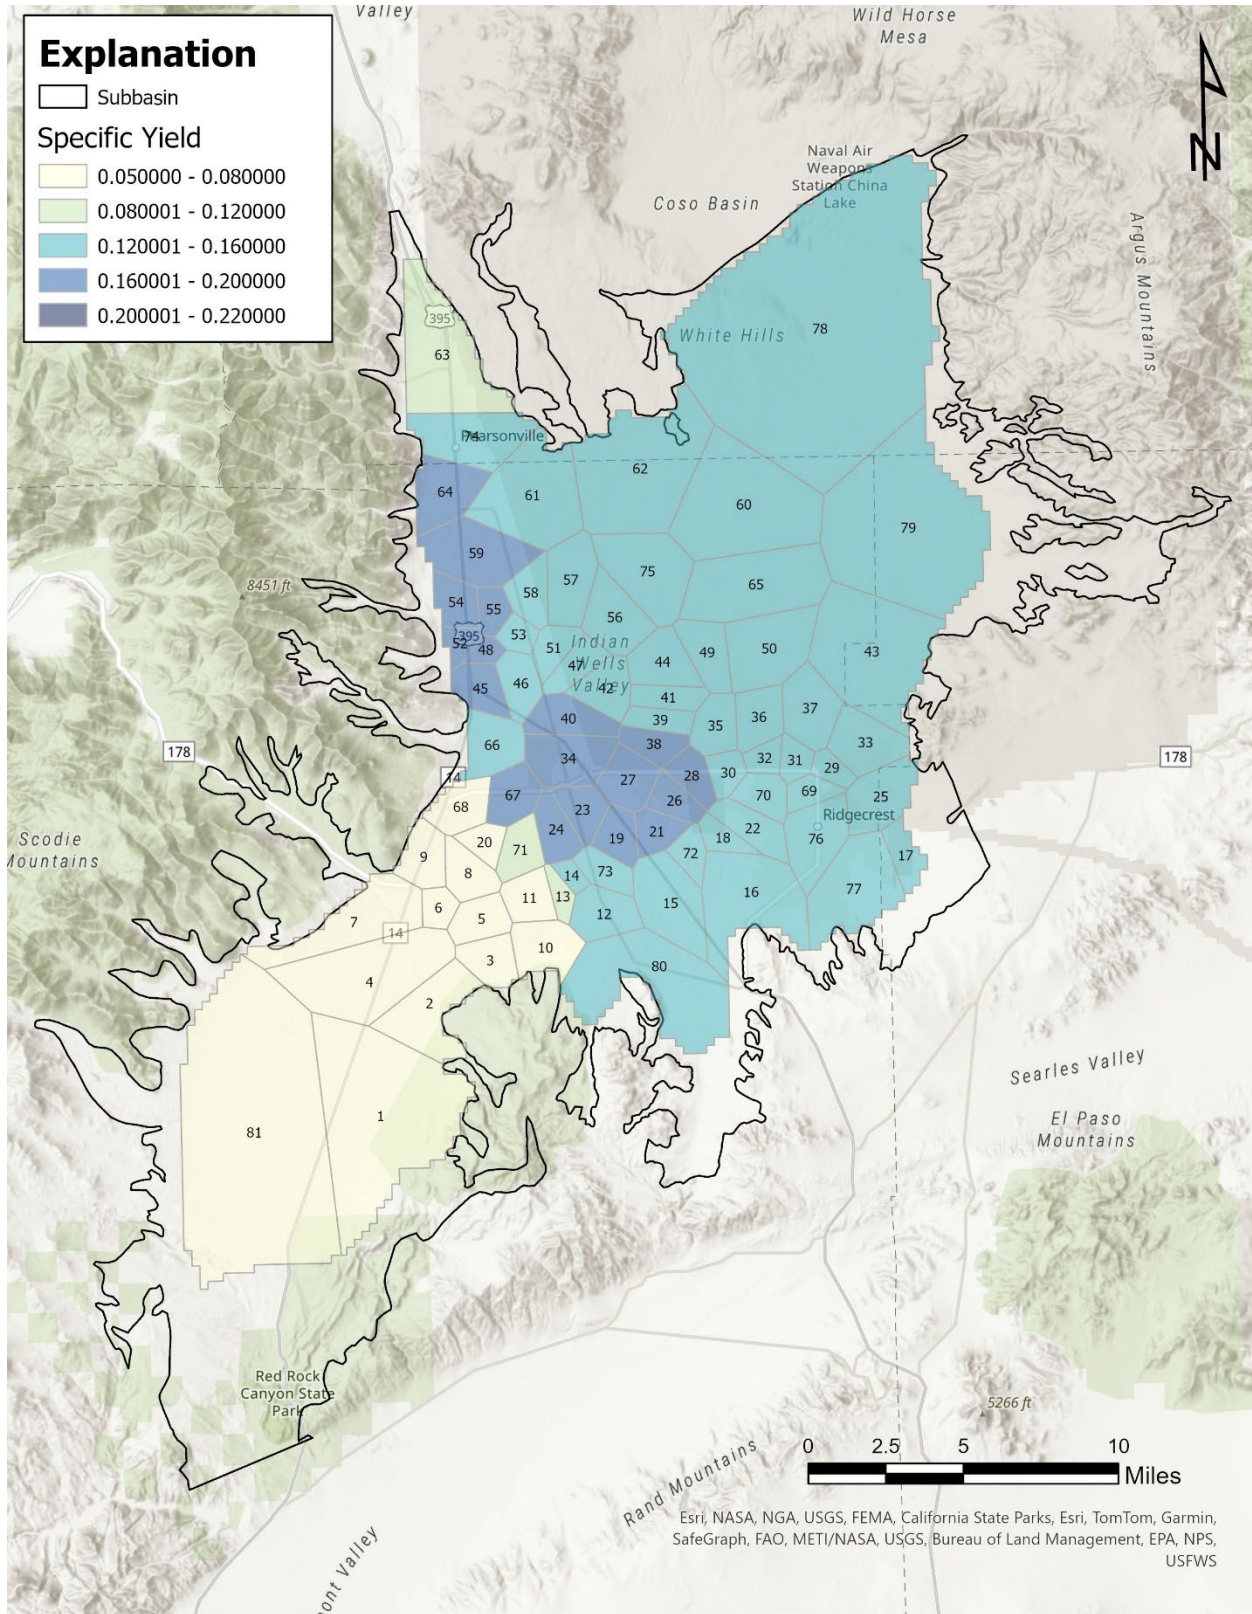 Valley
Wild Horse
Mesa
Explanation
Subbasin
Specific Yield
0.050000 - 0.080000
0.080001 - 0.120000
0.120001 - 0.160000
0.160001 - 0.200000
0.200001 - 0.220000
N
Naval Air
Weapons
Station China
Lake
Coso Basin
Argus Mountains
395
White Hills
78
63
74
Pearsonville
62
64
61
60
79
59
75
57
65
8451 ft
58
54
55
56
395
53
52
48
51
Indian
Wells
Valley
47
44
49
50
43
45
46
42
41
37
40
39
35
36
66
38
33
178
34
32
31
29
178
14
27
28
30
67
26
70
69
25
68
23
Ridgecrest
24
19
21
18
22
76
Scodie
Mountains
20
71
72
17
9
8
14
73
16
77
11
13
15
6
5
12
7
14
10
3
80
4
2
Searles Valley
1
81
El Paso
Mountains
Red Rock
Canyon State
Park
5266 ft
0
2.5
5
10
Miles
Rand Mountains
Esri, NASA, NGA, USGS, FEMA, California State Parks, Esri, TomTom, Garmin,
SafeGraph, FAO, METI/NASA, USGS, Bureau of Land Management, EPA, NPS,
USFWS
ont Valley